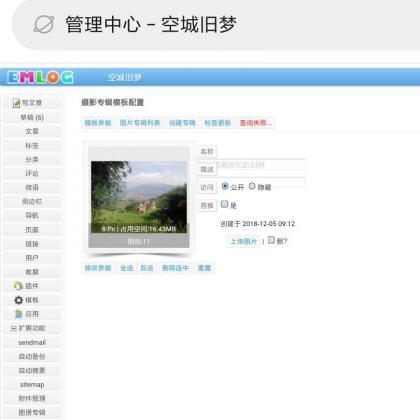 管理中心 - 空城旧梦
EMLOG 空城旧梦
写文章
草稿 (6)
文章
标签
分类
评论
微语
侧边栏
导航
页面
链接
用户
数据
插件
模板
应用
扩展功能
sendmail
自动备份
自动摘要
sitemap
附件管理
图册专辑
摄影专辑模板配置
模板参数 图片专辑列表 创建专辑 检查更新 查询失败...
8 Pc | 占用空间:16.43MB
围观:11
名称
描述
访问 公开 隐藏
首推 是
创建于 2018-12-05 09:12
上传图片 | 删?
修改参数 全选 反选 删除选中 重置